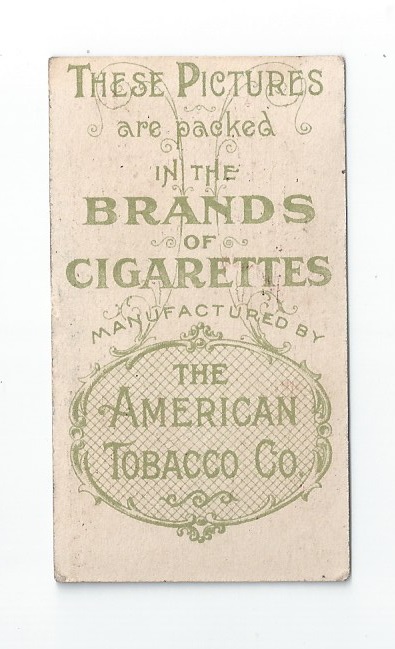 THESE PICTURES
are packed
IN THE
BRANDS
OF
CIGARETTES
MANUFACTURED BY
THE
AMERICAN
TOBACCO CO.